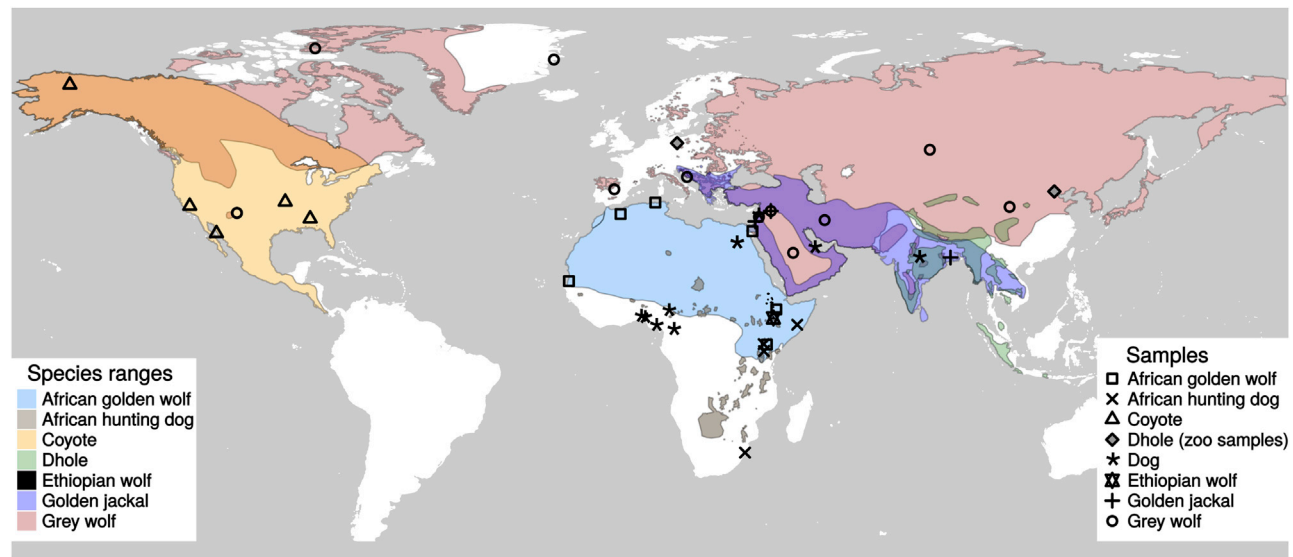 Species ranges
African golden wolf
African hunting dog
Coyote
Dhole
Ethiopian wolf
Golden jackal
Grey wolf
Samples
African golden wolf
African hunting dog
Coyote
Dhole (zoo samples)
Dog
Ethiopian wolf
Golden jackal
Grey wolf